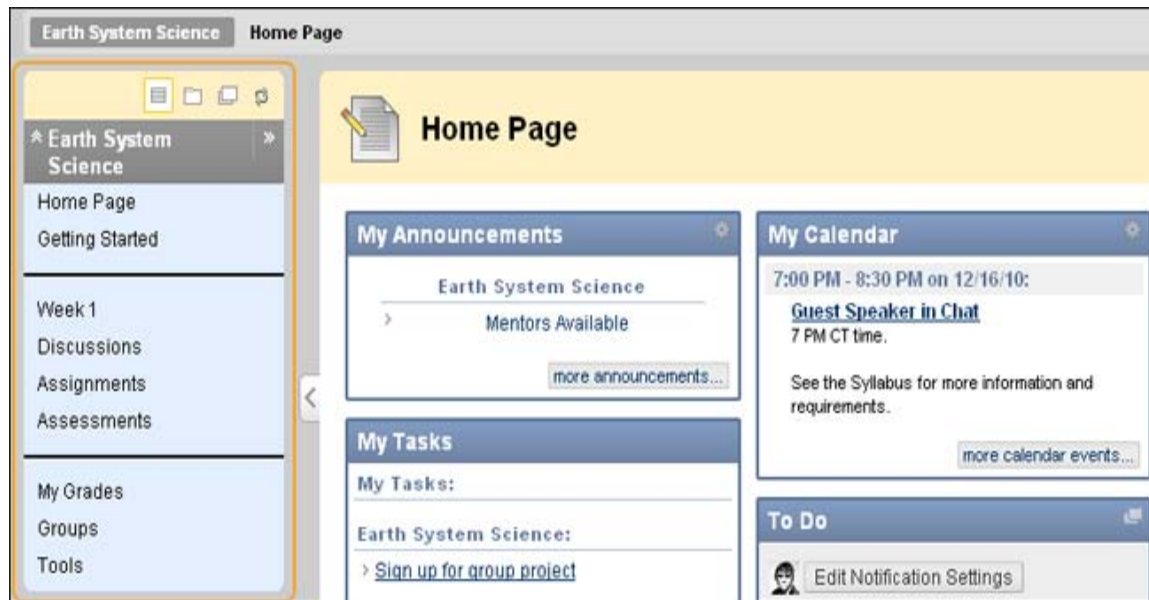 Earth System Science Home Page
Earth System
Science
Home Page
Getting Started
Week 1
Discussions
Assignments
Assessments
My Grades
Groups
Tools
Home Page
My Announcements
Earth System Science
Mentors Available
more announcements...
My Tasks
My Tasks:
Earth System Science:
Sign up for group project
My Calendar
7:00 PM - 8:30 PM on 12/16/10:
Guest Speaker in Chat
7 PM CT time.
See the Syllabus for more information and
requirements.
more calendar events...
To Do
Edit Notification Settings